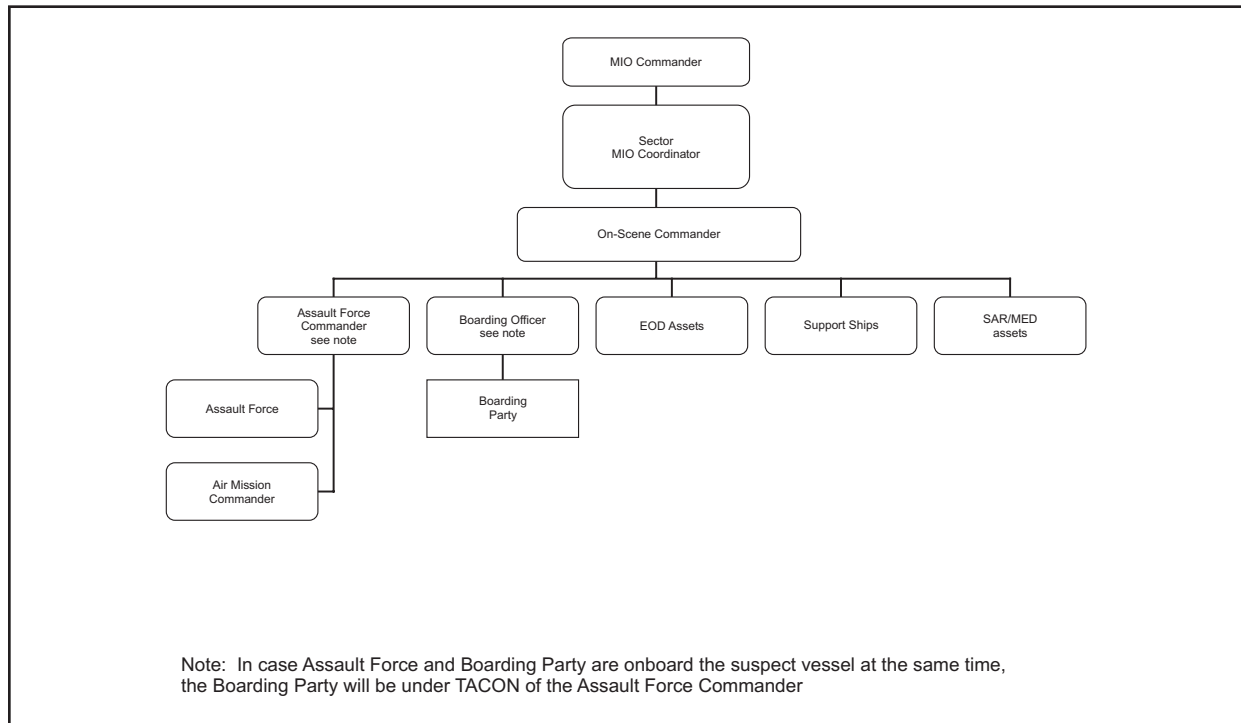 MIO Commander
Sector
MIO Coordinator
On-Scene Commander
Assault Force
Commander
see note
Boarding Officer
see note
EOD Assets
Support Ships
SAR/MED
assets
Assault Force
Boarding
Party
Air Mission
Commander
Note: In case Assault Force and Boarding Party are onboard the suspect vessel at the same time,
the Boarding Party will be under TACON of the Assault Force Commander